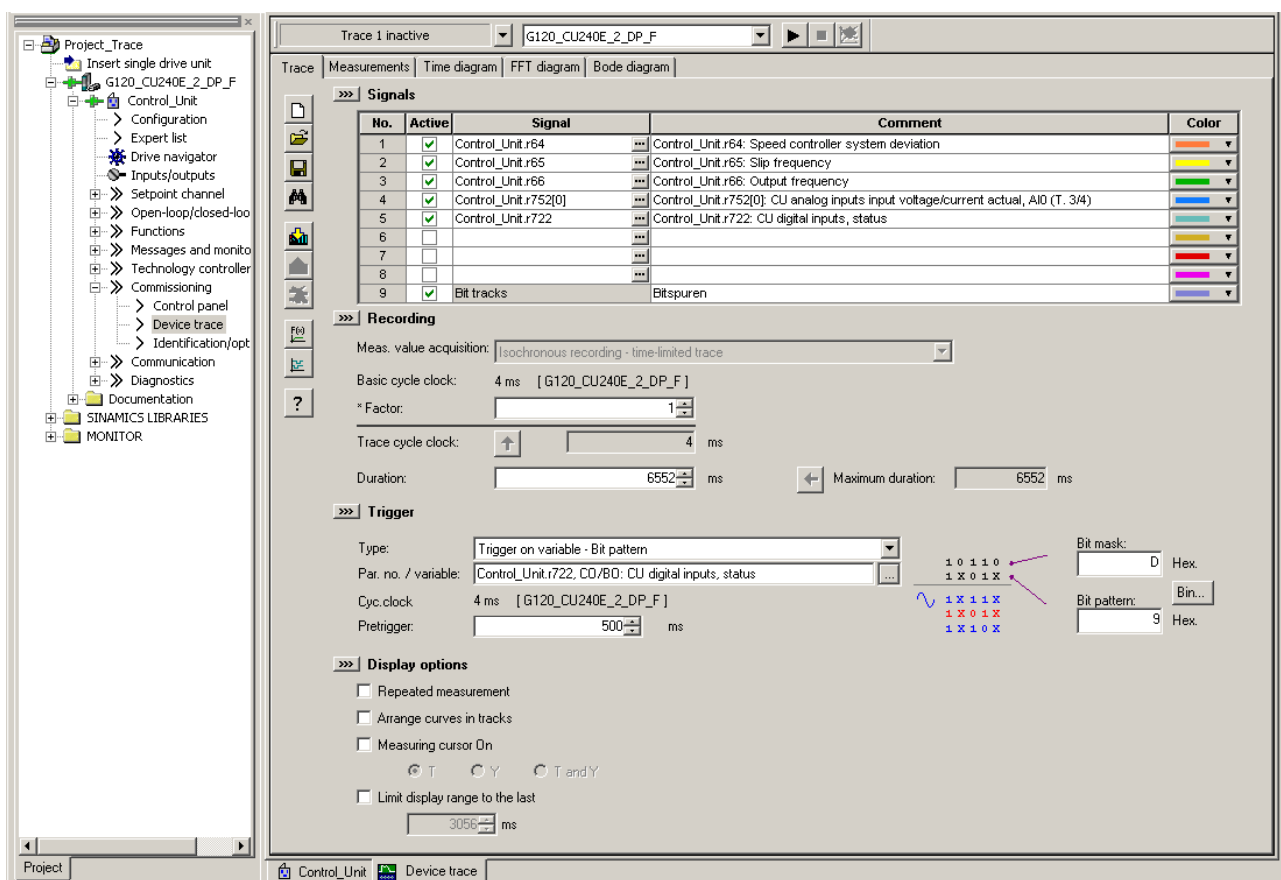 Project_Trace
Insert single drive unit
G120_CU240E_2_DP_F
Control_Unit
Configuration
Expert list
Drive navigator
Inputs/outputs
Setpoint channel
Open-loop/closed-loo
Functions
Messages and monito
Technology controller
Commissioning
Control panel
Device trace
Identification/opt
Communication
Diagnostics
Documentation
SINAMICS LIBRARIES
MONITOR
Project
Trace 1 inactive G120_CU240E_2_DP_F
Trace Measurements Time diagram FFT diagram Bode diagram
Signals
No. Active Signal Comment Color
1 Control_Unit.r64 ... Control_Unit.r64: Speed controller system deviation
2 Control_Unit.r65 ... Control_Unit.r65: Slip frequency
3 Control_Unit.r66 ... Control_Unit.r66: Output frequency
4 Control_Unit.r752[0] ... Control_Unit.r752[0]: CU analog inputs input voltage/current actual, AI0 (T. 3/4)
5 Control_Unit.r722 ... Control_Unit.r722: CU digital inputs, status
6 ...
7 ...
8 ...
9 Bit tracks Bitspuren
F(x)
?
Recording
Meas. value acquisition: Isochronous recording - time-limited trace
Basic cycle clock: 4 ms [ G120_CU240E_2_DP_F ]
* Factor: 1
Trace cycle clock: 4 ms
Duration: 6552 ms Maximum duration: 6552 ms
Trigger
Type: Trigger on variable - Bit pattern
Par. no. / variable: Control_Unit.r722, CO/BO: CU digital inputs, status ...
Cyc.clock 4 ms [ G120_CU240E_2_DP_F ]
Pretrigger: 500 ms
1 0 1 1 0
1 X 0 1 X
1 X 1 1 X
1 X 0 1 X
1 X 1 0 X
Bit mask:
D Hex.
Bin...
Bit pattern:
9 Hex.
Display options
Repeated measurement
Arrange curves in tracks
Measuring cursor On
T Y T and Y
Limit display range to the last
3056 ms
Control_Unit Device trace